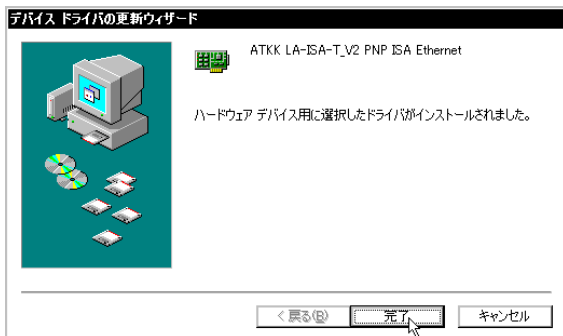 デバイス ドライバの更新ウィザード
ATKK LA-ISA-T_V2 PNP ISA Ethernet
ハードウェア デバイス用に選択したドライバがインストールされました。
< 戻る(B) 完了 キャンセル